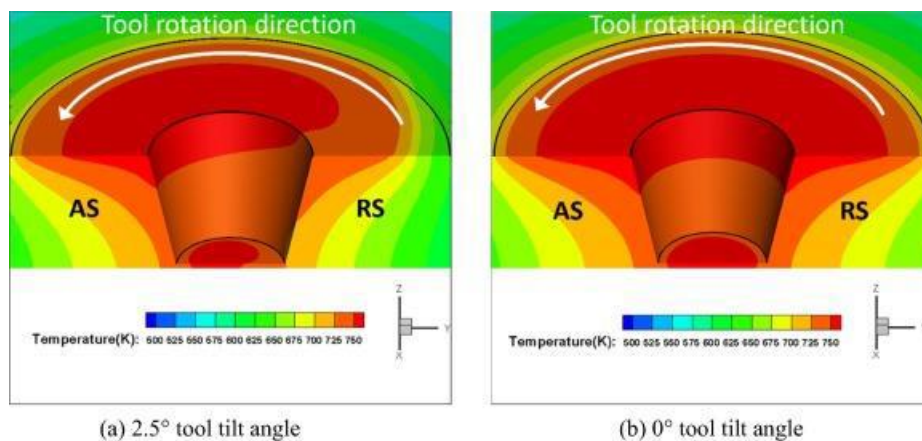 Tool rotation direction
AS
RS
Z
Y
X
Temperature(K):
500 525 550 575 600 625 650 675 700 725 750
(a) 2.5° tool tilt angle
Tool rotation direction
AS
RS
Z
X
Temperature(K):
500 525 550 575 600 625 650 675 700 725 750
(b) 0° tool tilt angle